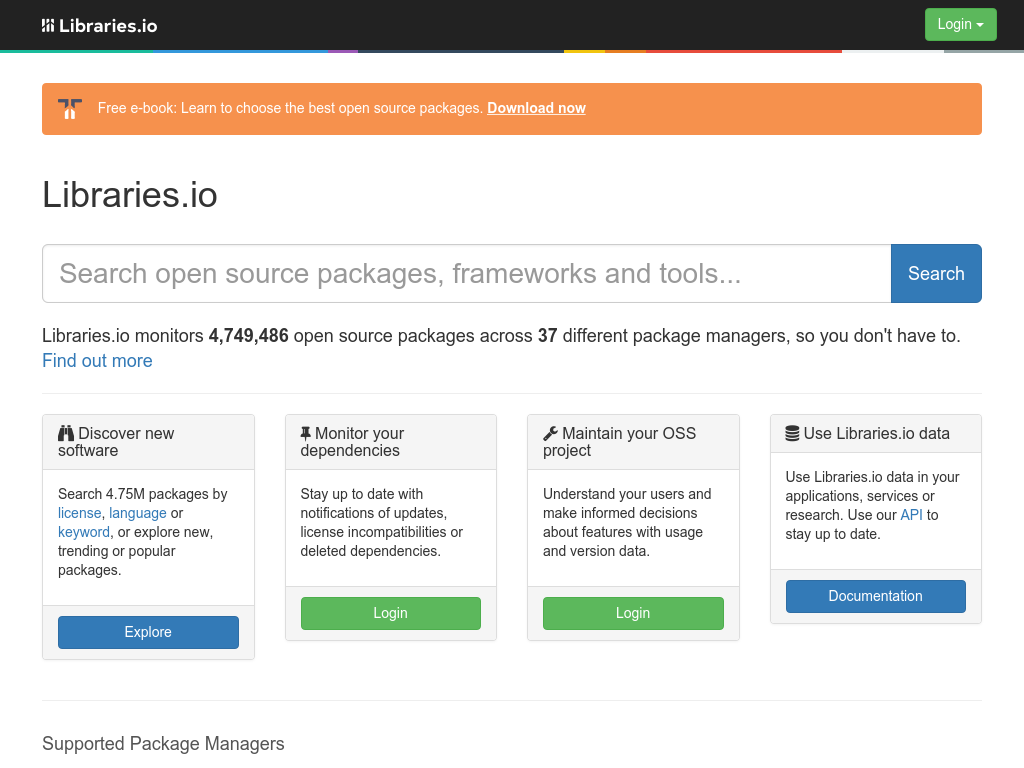 Libraries.io
Login
Free e-book: Learn to choose the best open source packages. Download now
Libraries.io
Search open source packages, frameworks and tools...
Search
Libraries.io monitors 4,749,486 open source packages across 37 different package managers, so you don't have to.
Find out more
Discover new
software
Search 4.75M packages by
license, language or
keyword, or explore new,
trending or popular
packages.
Explore
Monitor your
dependencies
Stay up to date with
notifications of updates,
license incompatibilities or
deleted dependencies.
Login
Maintain your OSS
project
Understand your users and
make informed decisions
about features with usage
and version data.
Login
Use Libraries.io data
Use Libraries.io data in your
applications, services or
research. Use our API to
stay up to date.
Documentation
Supported Package Managers